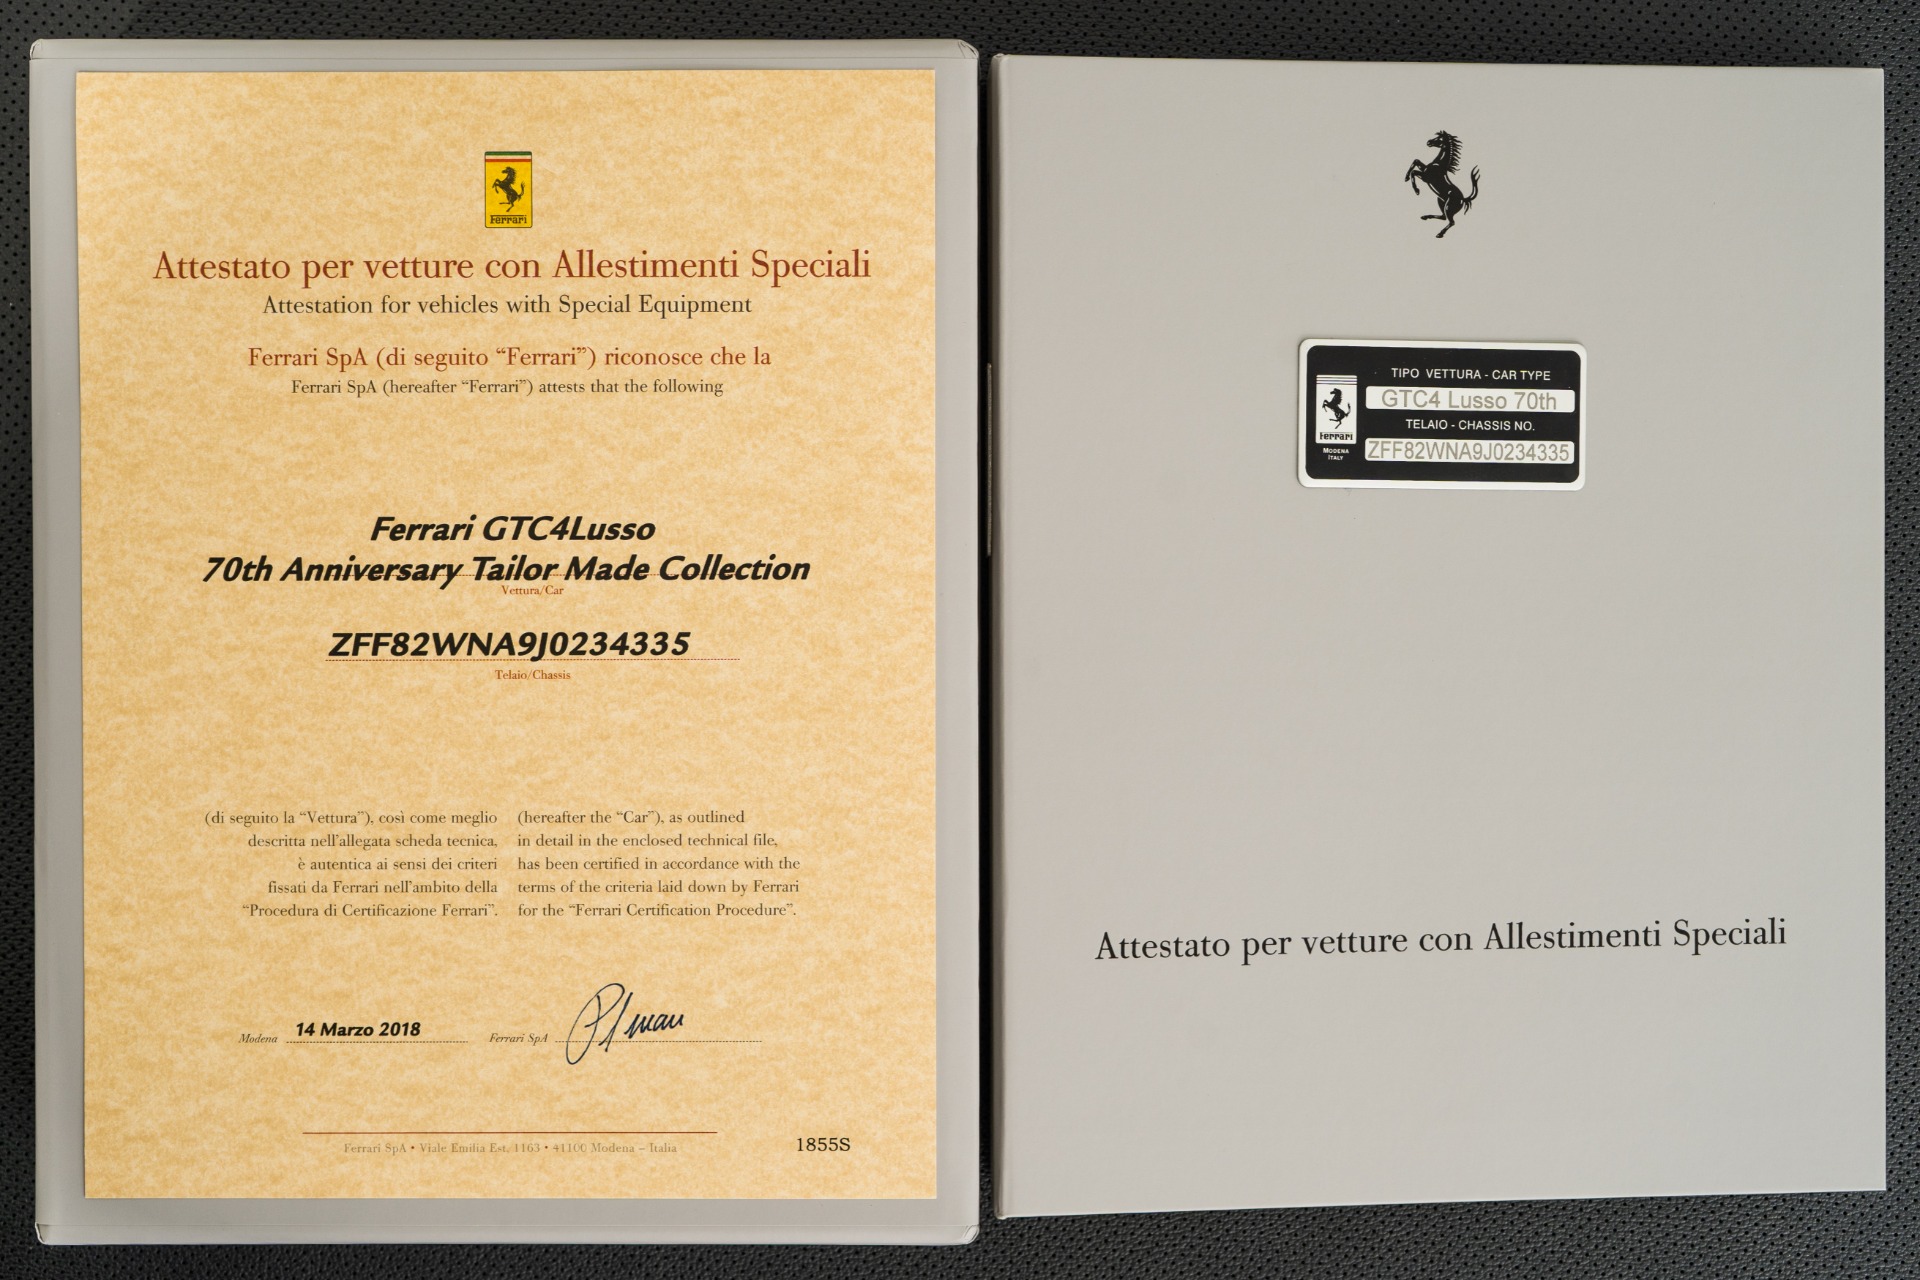 Ferrari
Attestato per vetture con Allestimenti Speciali
Attestation for vehicles with Special Equipment
Ferrari SpA (di seguito “Ferrari”) riconosce che la
Ferrari SpA (hereafter “Ferrari”) attests that the following
Ferrari GTC4Lusso
70th Anniversary Tailor Made Collection
Vettura/Car
ZFF82WNA9J0234335
Telaio/Chassis
(di seguito la “Vettura”), così come meglio
descritta nell’allegata scheda tecnica,
è autentica ai sensi dei criteri
fissati da Ferrari nell’ambito della
“Procedura di Certificazione Ferrari”.
(hereafter the “Car”), as outlined
in detail in the enclosed technical file,
has been certified in accordance with the
terms of the criteria laid down by Ferrari
for the “Ferrari Certification Procedure”.
Modena 14 Marzo 2018 Ferrari SpA
Ferrari SpA • Viale Emilia Est, 1163 • 41100 Modena – Italia
1855S
TIPO VETTURA - CAR TYPE
GTC4 Lusso 70th
TELAIO - CHASSIS NO.
ZFF82WNA9J0234335
Ferrari
MODENA
ITALY
Attestato per vetture con Allestimenti Speciali